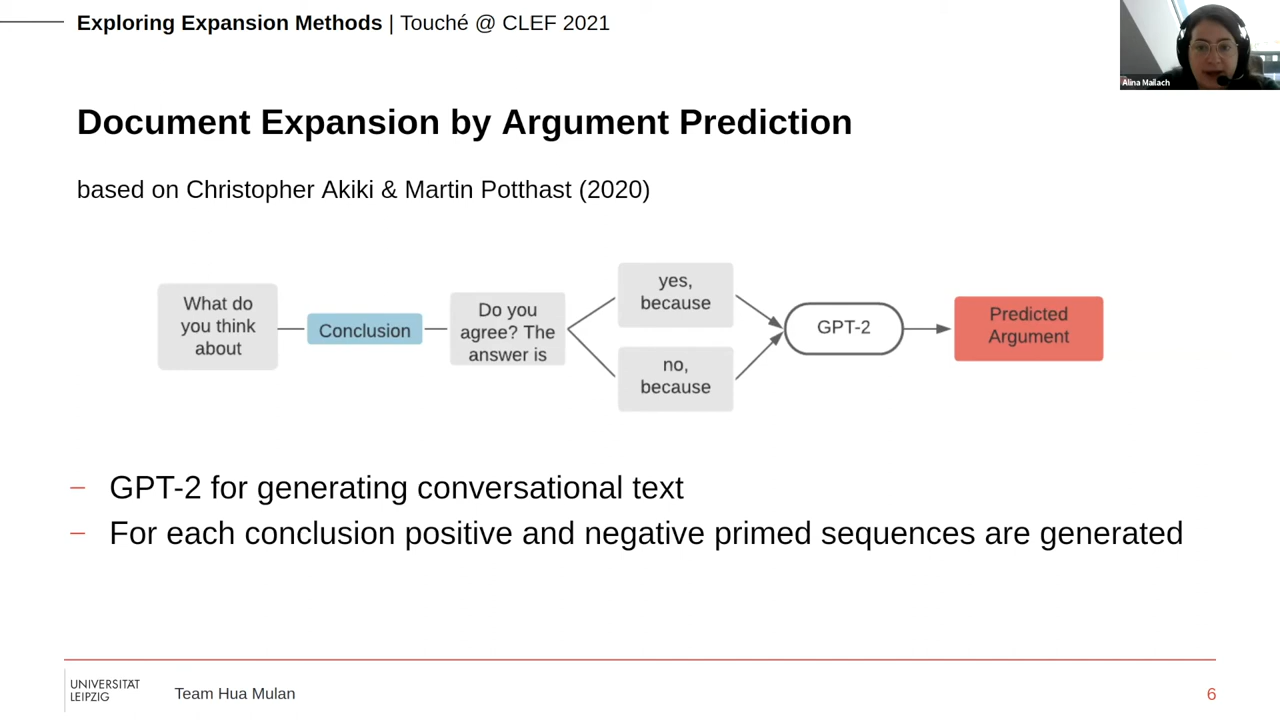 Exploring Expansion Methods | Touché @ CLEF 2021
Alina Mailach
Document Expansion by Argument Prediction
based on Christopher Akiki & Martin Potthast (2020)
What do
you think
about
Conclusion
Do you
agree? The
answer is
yes,
because
no,
because
GPT-2
Predicted
Argument
– GPT-2 for generating conversational text
– For each conclusion positive and negative primed sequences are generated
UNIVERSITÄT
LEIPZIG
Team Hua Mulan
6